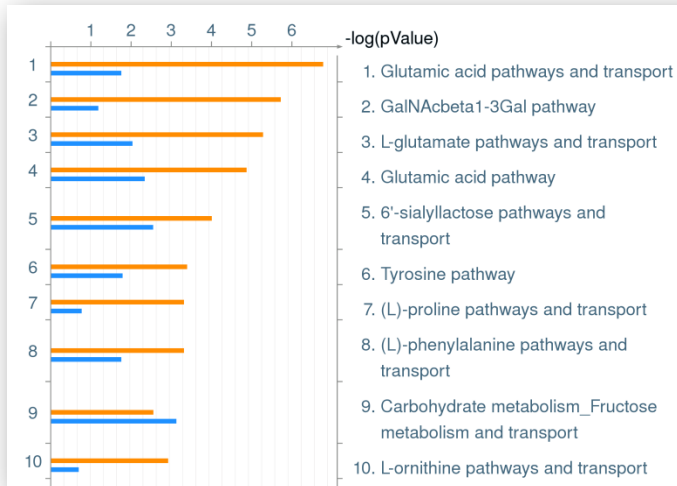 1 2 3 4 5 6
-log(pValue)
1
2
3
4
5
6
7
8
9
10
1. Glutamic acid pathways and transport
2. GalNAcbeta1-3Gal pathway
3. L-glutamate pathways and transport
4. Glutamic acid pathway
5. 6'-sialyllactose pathways and
transport
6. Tyrosine pathway
7. (L)-proline pathways and transport
8. (L)-phenylalanine pathways and
transport
9. Carbohydrate metabolism_Fructose
metabolism and transport
10. L-ornithine pathways and transport